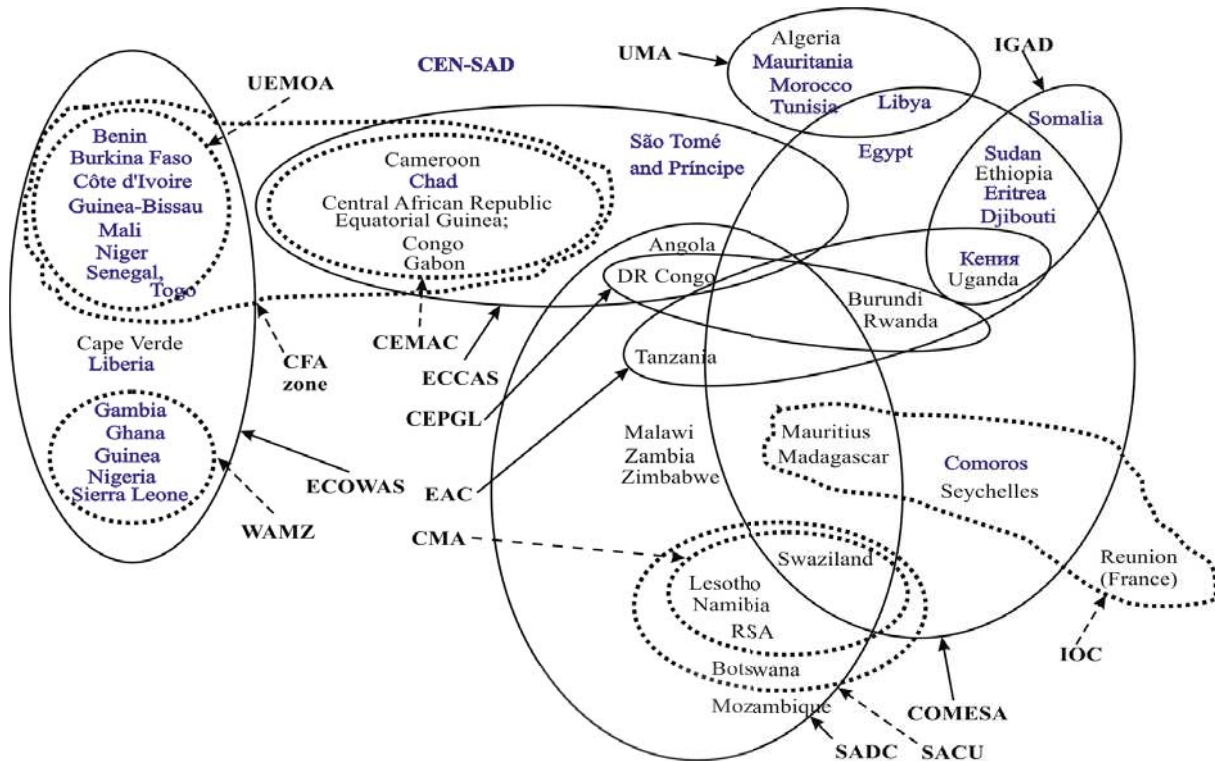 UMA
Algeria
Mauritania
Morocco
Tunisia
Libya
IGAD
CEN-SAD
UEMOA
Somalia
Benin
Burkina Faso
Côte d'Ivoire
Guinea-Bissau
Mali
Niger
Senegal,
Togo
Cameroon
Chad
Central African Republic
Equatorial Guinea;
Congo
Gabon
São Tomé
and Príncipe
Egypt
Sudan
Ethiopia
Eritrea
Djibouti
Кения
Uganda
Angola
DR Congo
Burundi
Rwanda
Tanzania
Cape Verde
Liberia
CFA
zone
CEMAC
ECCAS
CEPGL
Gambia
Ghana
Guinea
Nigeria
Sierra Leone
ECOWAS
WAMZ
EAC
CMA
Malawi
Zambia
Zimbabwe
Mauritius
Madagascar
Comoros
Seychelles
Reunion
(France)
IOC
Swaziland
Lesotho
Namibia
RSA
Botswana
Mozambique
COMESA
SADC
SACU